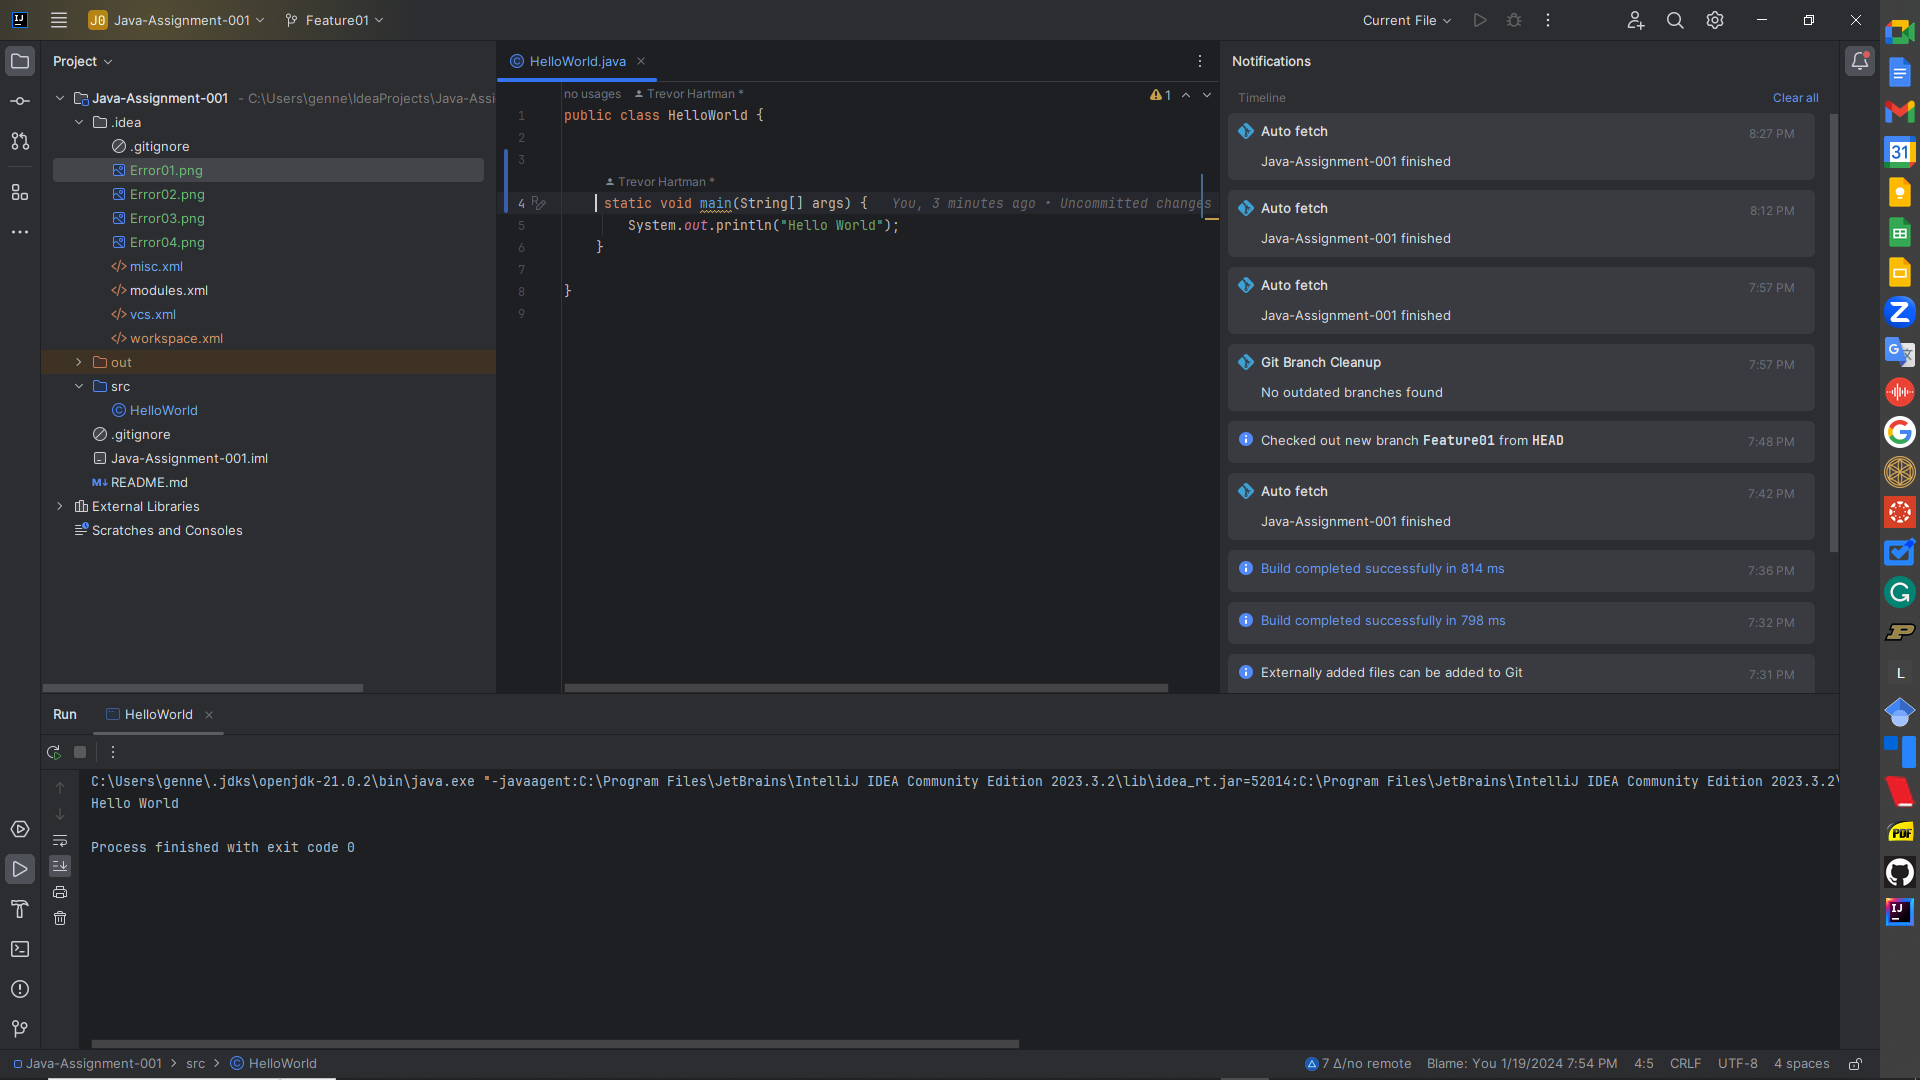 J0 Java-Assignment-001 Feature01 Current File
Project
Java-Assignment-001 - C:\Users\genne\IdeaProjects\Java-Assi
.idea
.gitignore
Error01.png
Error02.png
Error03.png
Error04.png
misc.xml
modules.xml
vcs.xml
workspace.xml
out
src
HelloWorld
.gitignore
Java-Assignment-001.iml
M↓ README.md
External Libraries
Scratches and Consoles
HelloWorld.java
no usages Trevor Hartman *
1
1 public class HelloWorld {
2
3
Trevor Hartman *
4 static void main(String[] args) { You, 3 minutes ago • Uncommitted changes
5 System.out.println("Hello World");
6 }
7
8 }
9
Notifications
Timeline Clear all
Auto fetch 8:27 PM
Java-Assignment-001 finished
Auto fetch 8:12 PM
Java-Assignment-001 finished
Auto fetch 7:57 PM
Java-Assignment-001 finished
Git Branch Cleanup 7:57 PM
No outdated branches found
Checked out new branch Feature01 from HEAD 7:48 PM
Auto fetch 7:42 PM
Java-Assignment-001 finished
Build completed successfully in 814 ms 7:36 PM
Build completed successfully in 798 ms 7:32 PM
Externally added files can be added to Git 7:31 PM
Run HelloWorld
C:\Users\genne\.jdks\openjdk-21.0.2\bin\java.exe "-javaagent:C:\Program Files\JetBrains\IntelliJ IDEA Community Edition 2023.3.2\lib\idea_rt.jar=52014:C:\Program Files\JetBrains\IntelliJ IDEA Community Edition 2023.3.2\
Hello World
Process finished with exit code 0
Java-Assignment-001 > src > HelloWorld
7 Δ/no remote Blame: You 1/19/2024 7:54 PM 4:5 CRLF UTF-8 4 spaces
31
L
PDF
IJ